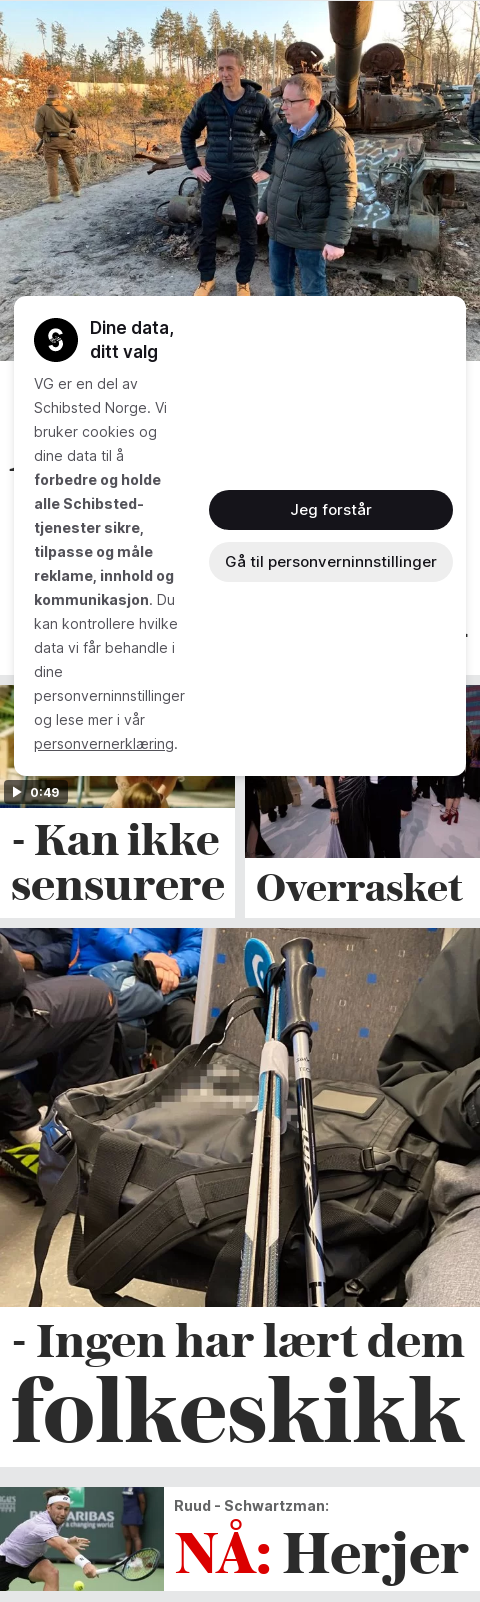 Dine data,
ditt valg
VG er en del av
Schibsted Norge. Vi
bruker cookies og
dine data til å
forbedre og holde
alle Schibsted-
tjenester sikre,
tilpasse og måle
reklame, innhold og
kommunikasjon. Du
kan kontrollere hvilke
data vi får behandle i
dine
personverninnstillinger
og lese mer i vår
personvernerklæring.
Jeg forstår
Gå til personverninnstillinger
0:49
- Kan ikke
sensurere
Overrasket
- Ingen har lært dem
folkeskikk
BNP PARIBAS
Ruud - Schwartzman:
NÅ: Herjer